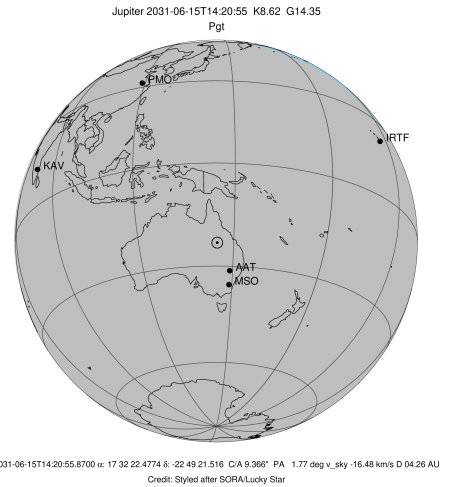 Jupiter 2031-06-15T14:20:55 K8.62 G14.35
Pgt
PMO
IRTF
KAV
AAT
MSO
031-06-15T14:20:55.8700 α: 17 32 22.4774 δ: -22 49 21.516 C/A 9.366" PA 1.77 deg v_sky -16.48 km/s D 04.26 AU
Credit: Styled after SORA/Lucky Star